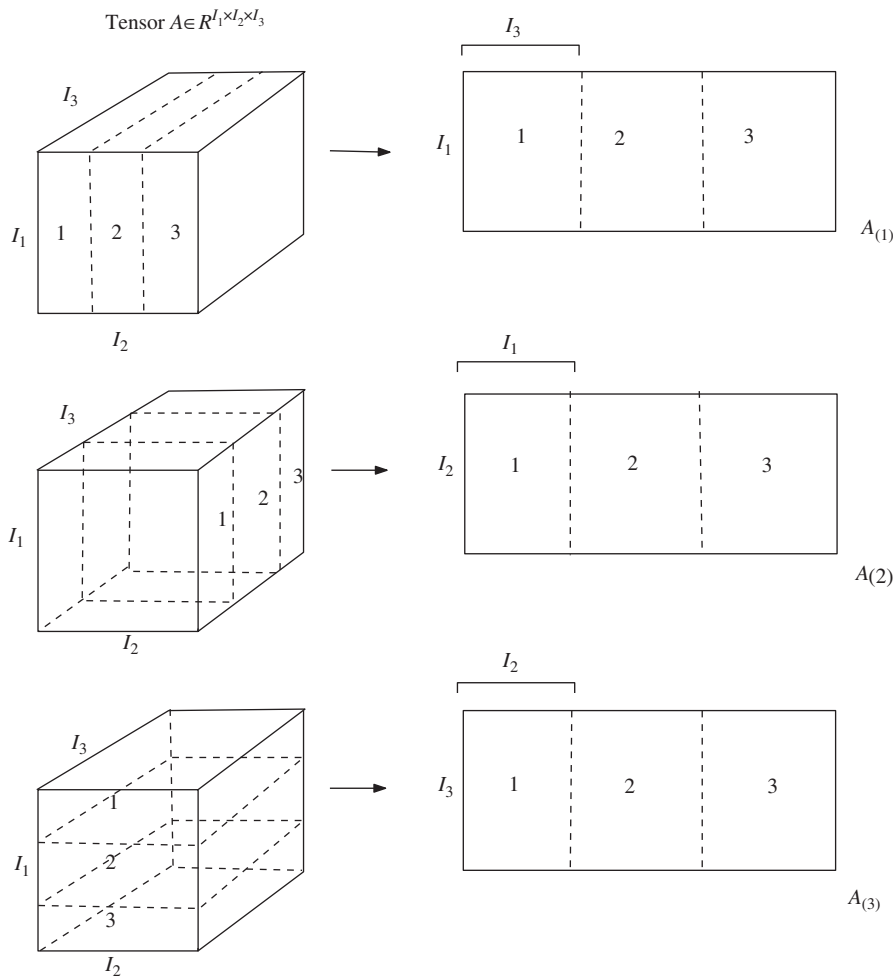 Tensor A∈R^{I₁×I₂×I₃}
I₃
I₃
I₁
1 2 3
I₁
1 2 3
A₍₁₎
I₂
I₁
I₃
I₂
1 2 3
I₁
1 2 3
A(2)
I₂
I₂
I₃
I₃
1 2 3
I₁
1
2
3
A₍₃₎
I₂